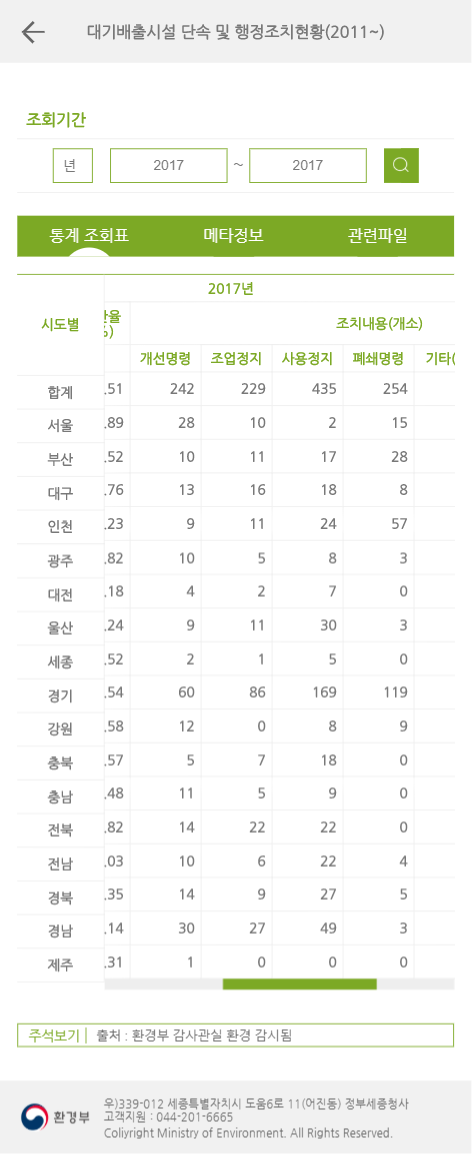 대기배출시설 단속 및 행정조치현황(2011~)
조회기간
년 2017 ~ 2017
통계 조회표 메타정보 관련파일
2017년
시도별 율 조치내용(개소)
개선명령 조업정지 사용정지 폐쇄명령 기타(
합계 .51 242 229 435 254
서울 .89 28 10 2 15
부산 .52 10 11 17 28
대구 .76 13 16 18 8
인천 .23 9 11 24 57
광주 .82 10 5 8 3
대전 .18 4 2 7 0
울산 .24 9 11 30 3
세종 .52 2 1 5 0
경기 .54 60 86 169 119
강원 .58 12 0 8 9
충북 .57 5 7 18 0
충남 .48 11 5 9 0
전북 .82 14 22 22 0
전남 .03 10 6 22 4
경북 .35 14 9 27 5
경남 .14 30 27 49 3
제주 .31 1 0 0 0
주석보기 출처 : 환경부 감사관실 환경 감시팀
환경부
우)339-012 세종특별자치시 도움6로 11(어진동) 정부세종청사
고객지원 : 044-201-6665
Coliyright Ministry of Environment. All Rights Reserved.